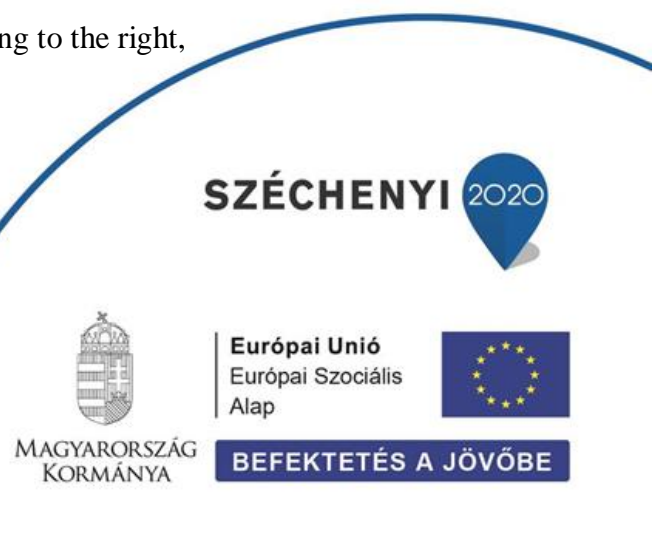 ng to the right,
SZÉCHENYI 2020
Európai Unió
Európai Szociális
Alap
MAGYARORSZÁG
KORMÁNYA
BEFEKTETÉS A JÖVŐBE